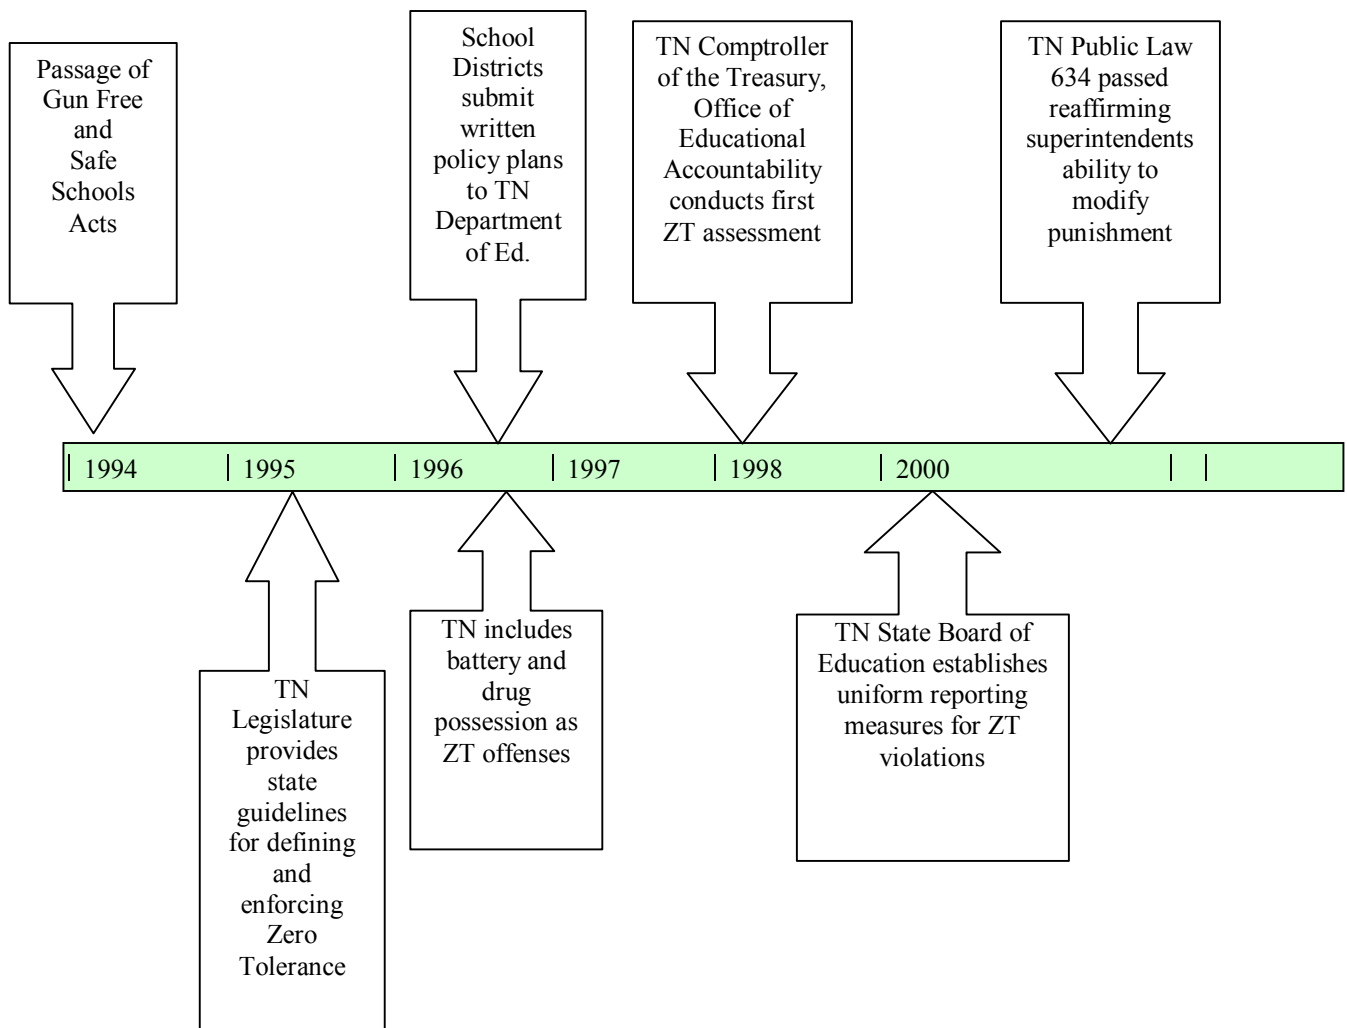 Passage of
Gun Free
and
Safe
Schools
Acts
School
Districts
submit
written
policy plans
to TN
Department
of Ed.
TN Comptroller
of the Treasury,
Office of
Educational
Accountability
conducts first
ZT assessment
TN Public Law
634 passed
reaffirming
superintendents
ability to
modify
punishment
| 1994 | 1995 | 1996 | 1997 | 1998 | 2000 | |
TN
Legislature
provides
state
guidelines
for defining
and
enforcing
Zero
Tolerance
TN includes
battery and
drug
possession as
ZT offenses
TN State Board of
Education establishes
uniform reporting
measures for ZT
violations